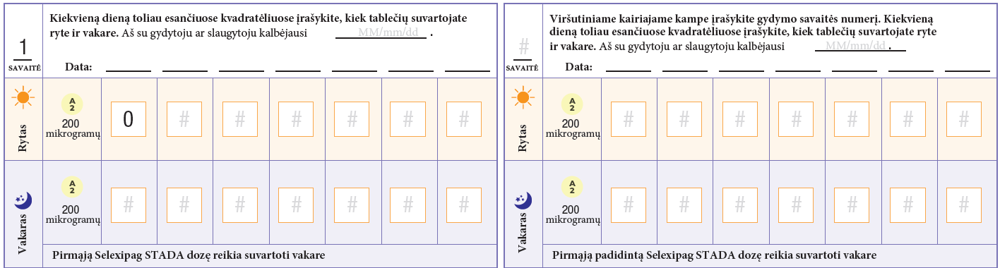 Kiekvieną dieną toliau esančiuose kvadratėliuose įrašykite, kiek tablečių suvartojate
ryte ir vakare. Aš su gydytoju ar slaugytoju kalbėjausi MM/mm/dd .
1
SAVAITĖ
Data:
Rytas
A
2
200
mikrogramų
0 # # # # # #
Vakaras
A
2
200
mikrogramų
# # # # # # #
Pirmąją Selexipag STADA dozę reikia suvartoti vakare
Viršutiniame kairiajame kampe įrašykite gydymo savaitės numerį. Kiekvieną
dieną toliau esančiuose kvadratėliuose įrašykite, kiek tablečių suvartojate ryte
ir vakare. Aš su gydytoju ar slaugytoju kalbėjausi MM/mm/dd .
#
SAVAITĖ
Data:
Rytas
A
2
200
mikrogramų
# # # # # # #
Vakaras
A
2
200
mikrogramų
# # # # # # #
Pirmąją padidintą Selexipag STADA dozę reikia suvartoti vakare